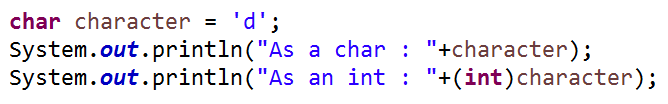 char character = 'd';
System.out.println("As a char : "+character);
System.out.println("As an int : "+(int)character);